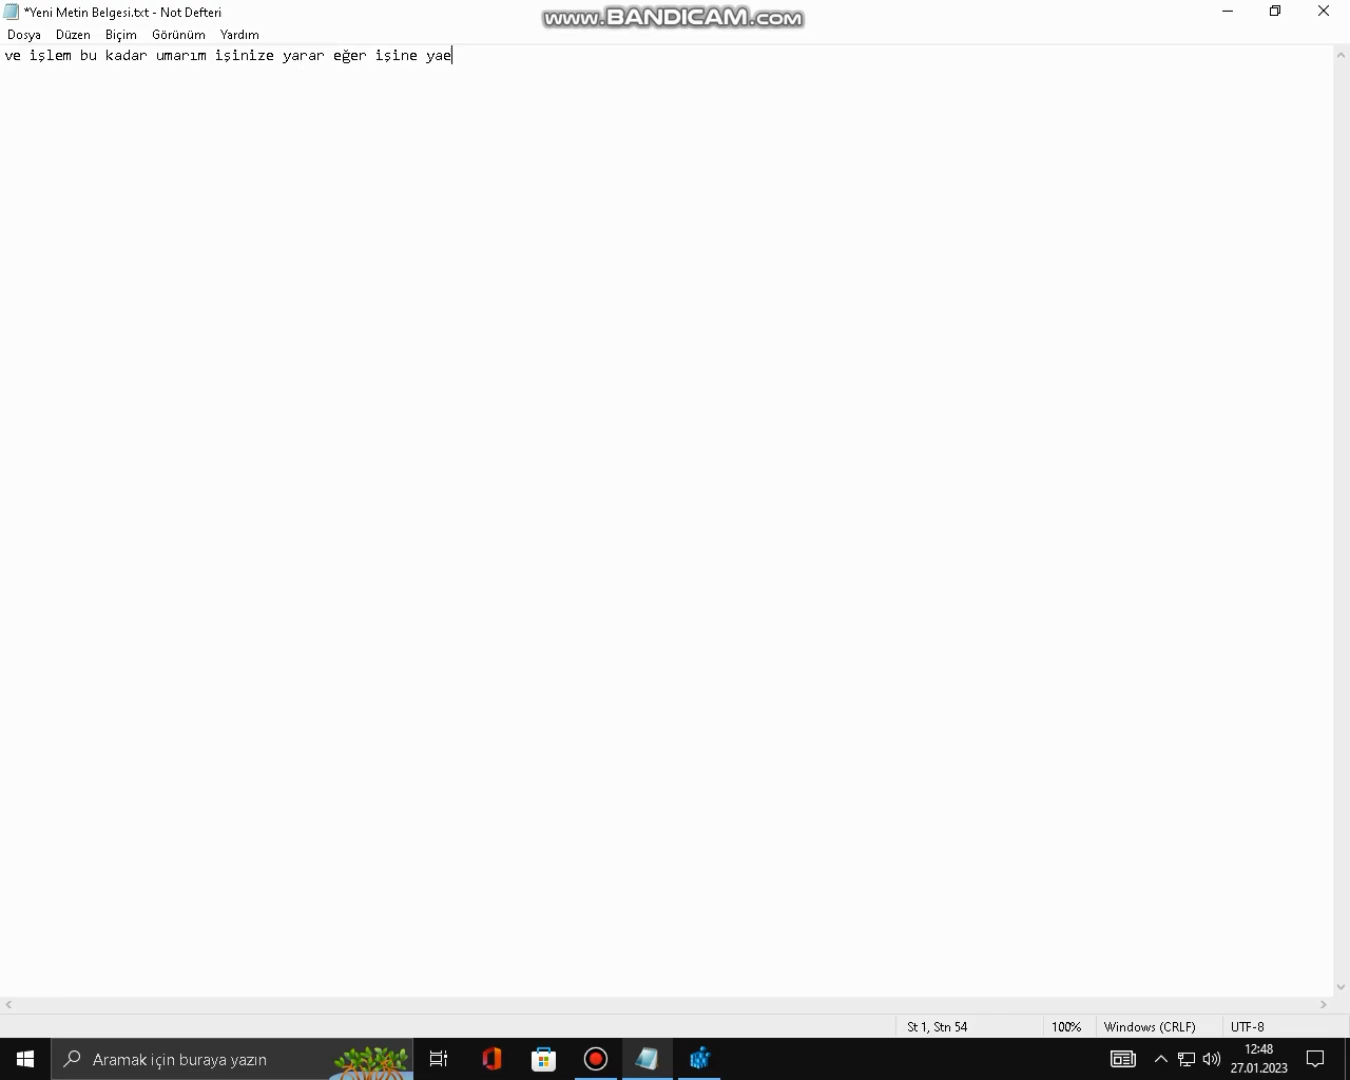 *Yeni Metin Belgesi.txt - Not Defteri
www.BANDICAM.com
Dosya Düzen Biçim Görünüm Yardım
ve işlem bu kadar umarım işinize yarar eğer işine yae
St 1, Stn 54 100% Windows (CRLF) UTF-8
Aramak için buraya yazın
12:48
27.01.2023